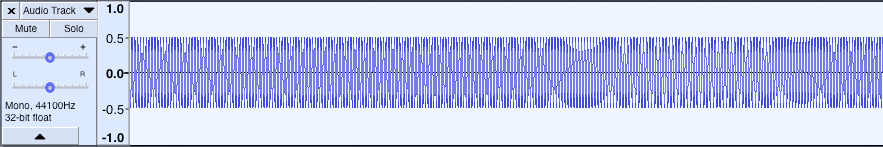 Audio Track
Mute Solo
- +
L R
Mono, 44100Hz
32-bit float
1.0
0.5
0.0
-0.5
-1.0